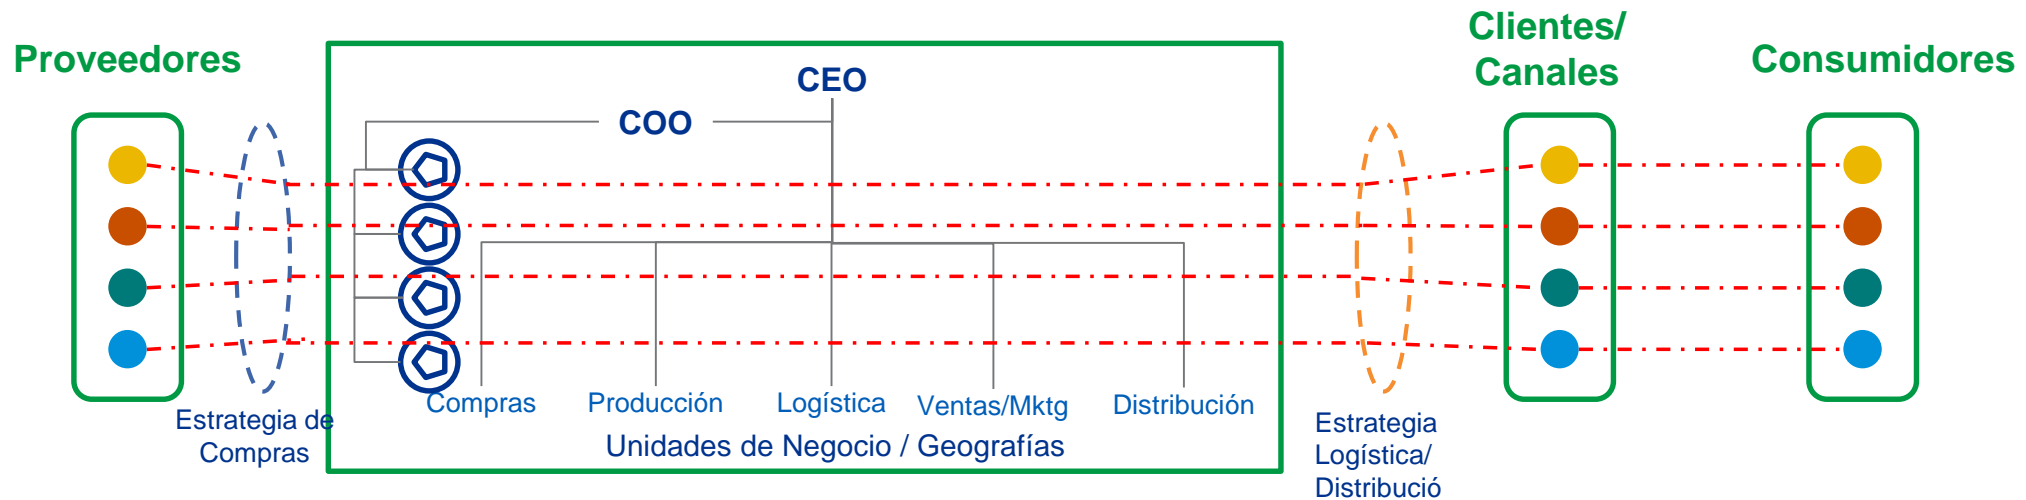 Proveedores
CEO
COO
Clientes/
Canales
Consumidores
Compras
Producción
Logística
Ventas/Mktg
Distribución
Unidades de Negocio / Geografías
Estrategia de
Compras
Estrategia
Logística/
Distribució